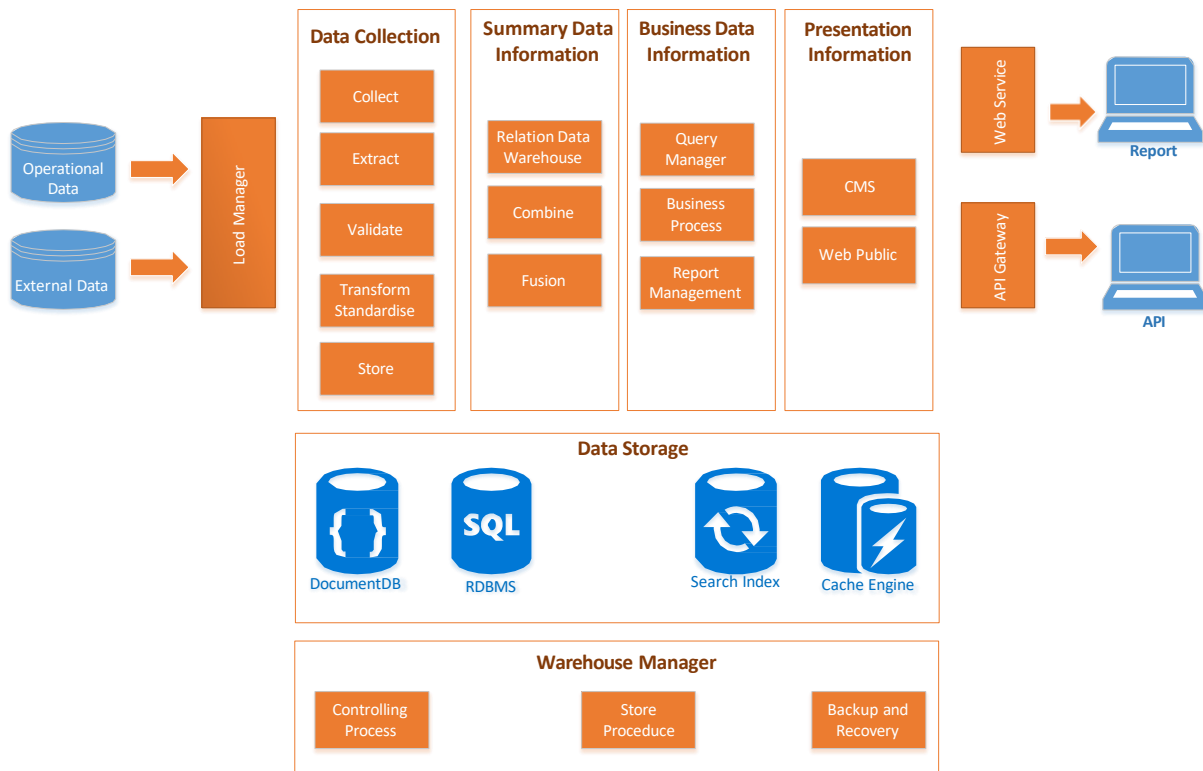 Operational
Data
External Data
Load Manager
Data Collection
Collect
Extract
Validate
Transform
Standardise
Store
Summary Data
Information
Relation Data
Warehouse
Combine
Fusion
Business Data
Information
Query
Manager
Business
Process
Report
Management
Presentation
Information
CMS
Web Public
Web Service
Report
API Gateway
API
Data Storage
DocumentDB
SQL
RDBMS
Search Index
Cache Engine
Warehouse Manager
Controlling
Process
Store
Proceduce
Backup and
Recovery